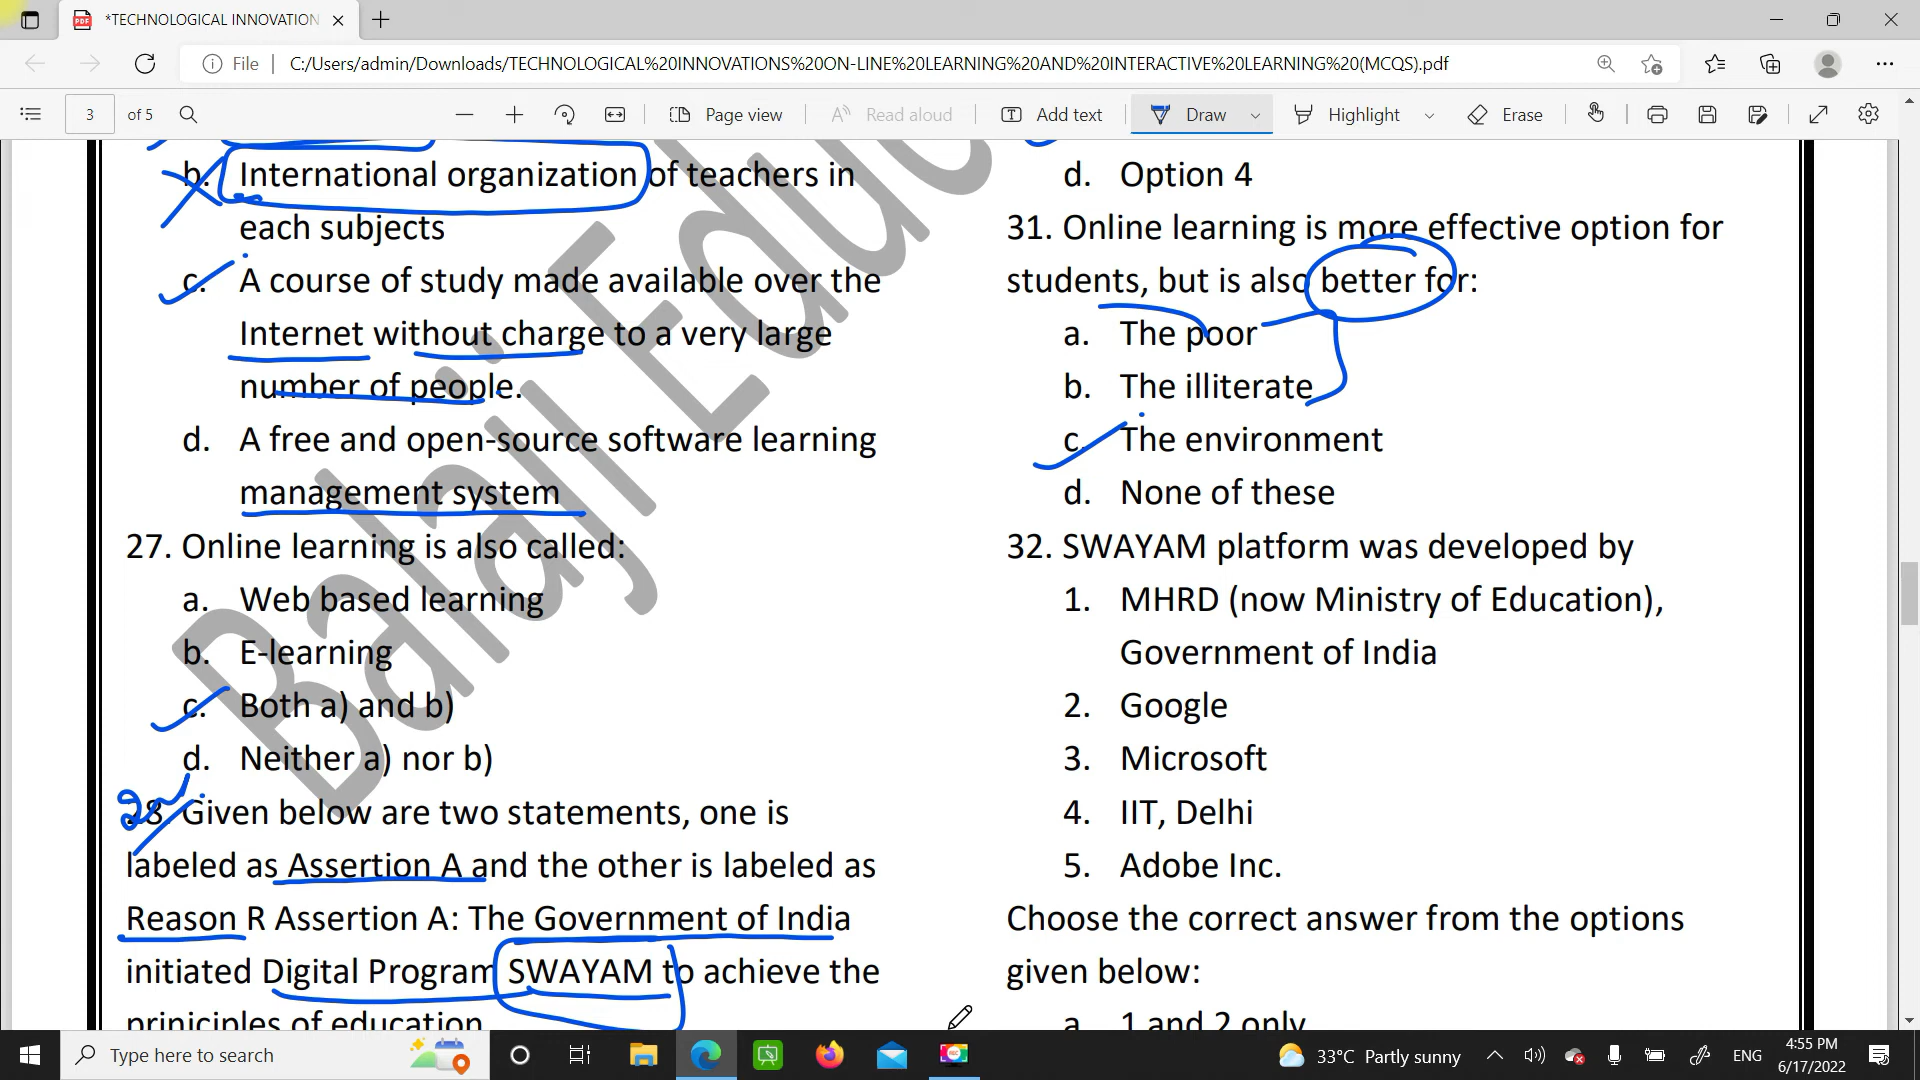 *TECHNOLOGICAL INNOVATION
File
C:/Users/admin/Downloads/TECHNOLOGICAL%20INNOVATIONS%20ON-LINE%20LEARNING%20AND%20INTERACTIVE%20LEARNING%20(MCQS).pdf
3 of 5
Page view
Read aloud
Add text
Draw
Highlight
Erase
b. International organization of teachers in
each subjects
c. A course of study made available over the
Internet without charge to a very large
number of people.
d. A free and open-source software learning
management system
27. Online learning is also called:
a. Web based learning
b. E-learning
c. Both a) and b)
d. Neither a) nor b)
28. Given below are two statements, one is
labeled as Assertion A and the other is labeled as
Reason R Assertion A: The Government of India
initiated Digital Program SWAYAM to achieve the
priniciples of education
d. Option 4
31. Online learning is more effective option for
students, but is also better for:
a. The poor
b. The illiterate
c. The environment
d. None of these
32. SWAYAM platform was developed by
1. MHRD (now Ministry of Education),
Government of India
2. Google
3. Microsoft
4. IIT, Delhi
5. Adobe Inc.
Choose the correct answer from the options
given below:
a. 1 and 2 only
Balaji Edu
Type here to search
33°C Partly sunny
ENG
4:55 PM
6/17/2022